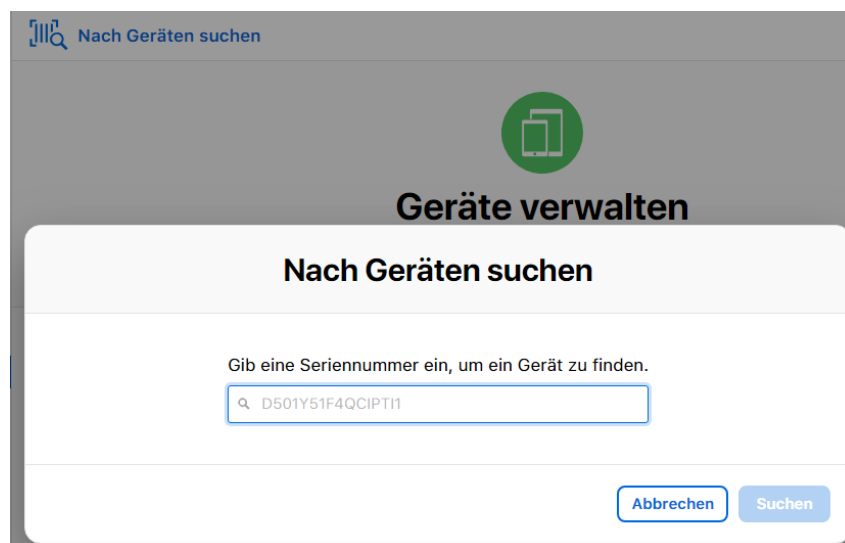 Nach Geräten suchen
Geräte verwalten
Nach Geräten suchen
Gib eine Seriennummer ein, um ein Gerät zu finden.
D501Y51F4QCIPTI1
Abbrechen
Suchen